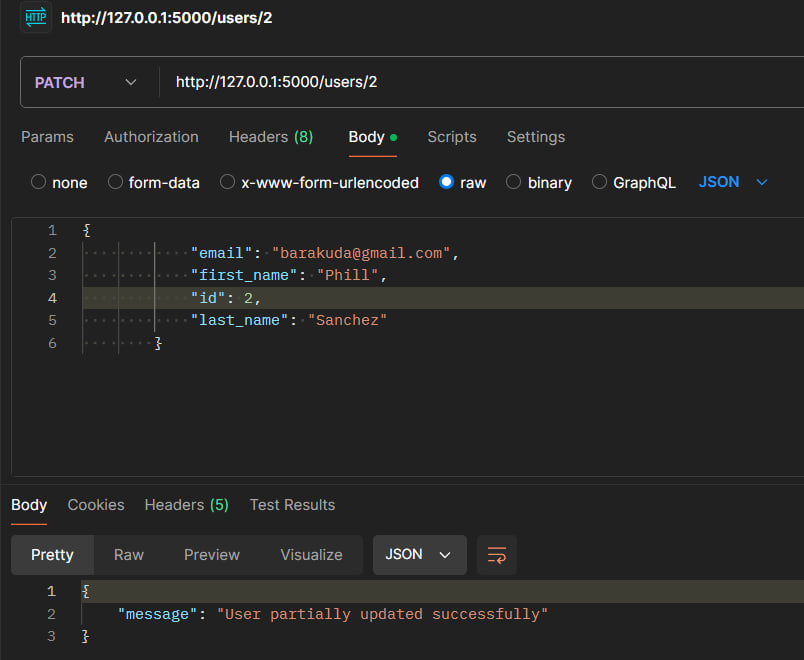 HTTP http://127.0.0.1:5000/users/2
PATCH http://127.0.0.1:5000/users/2
Params Authorization Headers (8) Body Scripts Settings
none form-data x-www-form-urlencoded raw binary GraphQL JSON
1 {
2 "email": "barakuda@gmail.com",
3 "first_name": "Phill",
4 "id": 2,
5 "last_name": "Sanchez"
6 }
Body Cookies Headers (5) Test Results
Pretty Raw Preview Visualize JSON
1 {
2 "message": "User partially updated successfully"
3 }